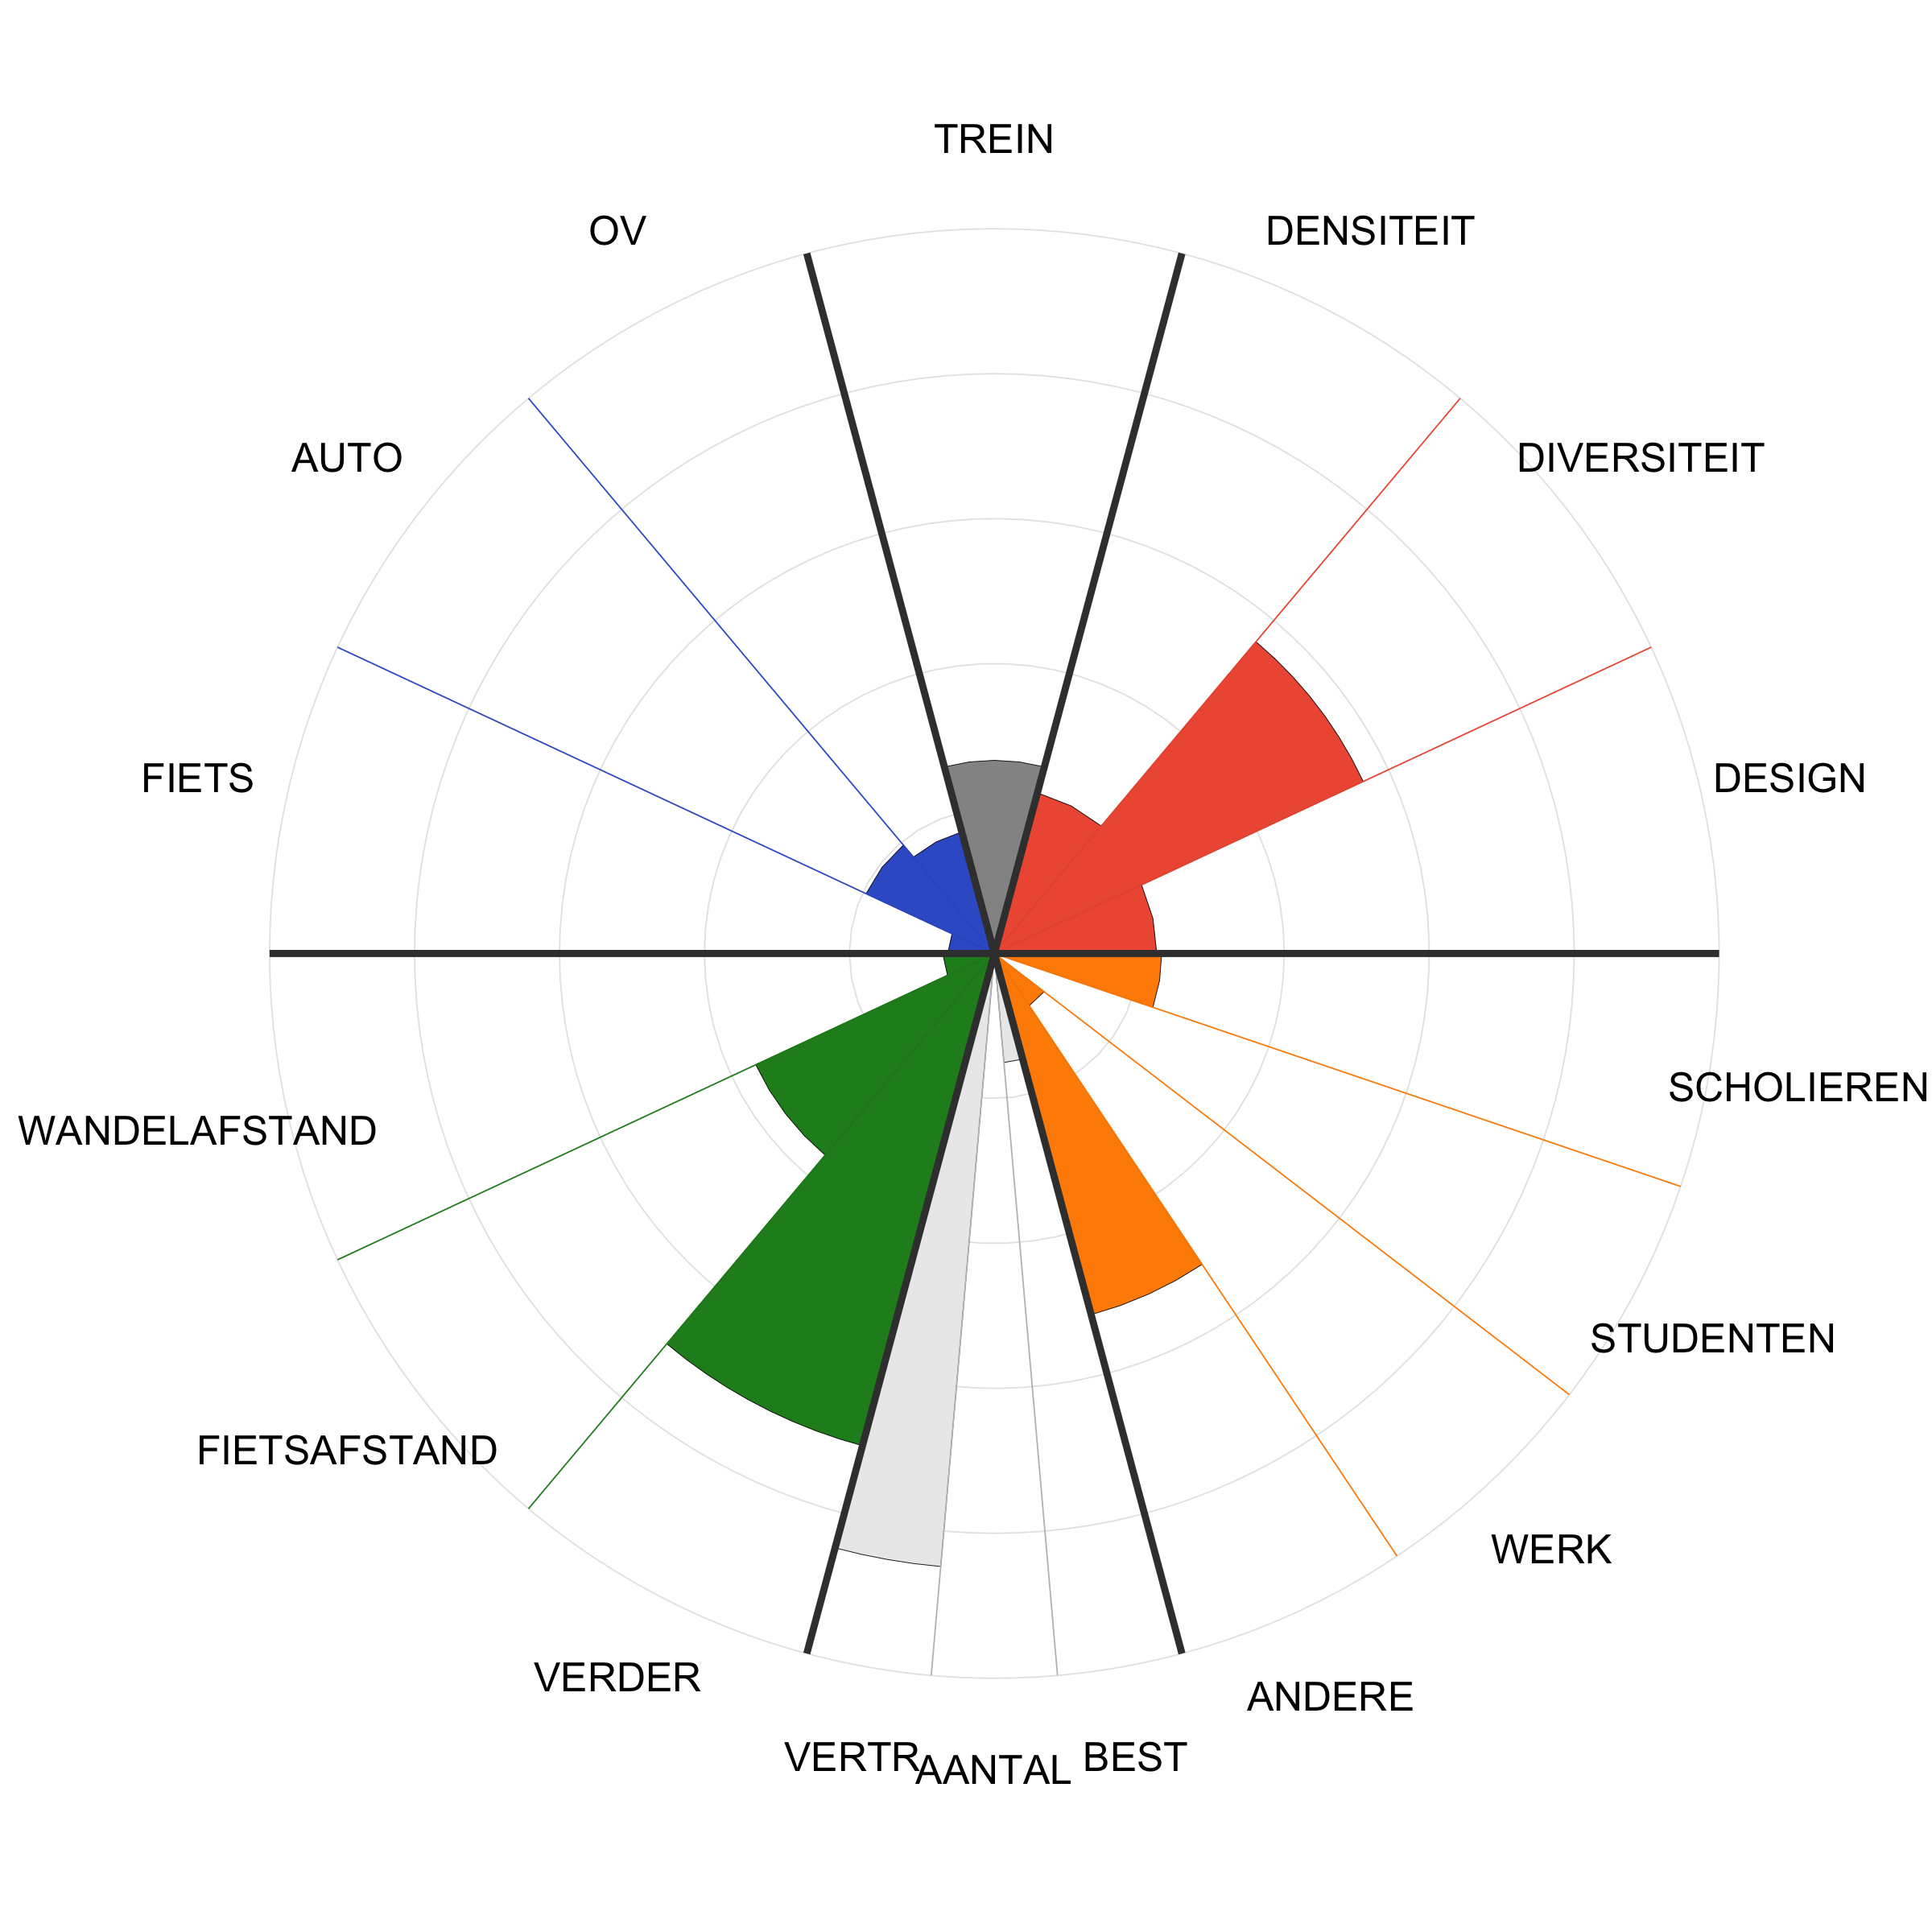 TREIN
OV
DENSITEIT
AUTO
DIVERSITEIT
FIETS
DESIGN
SCHOLIEREN
WANDELAFSTAND
STUDENTEN
FIETSAFSTAND
WERK
VERDER
ANDERE
VERTR
AANTAL
BEST